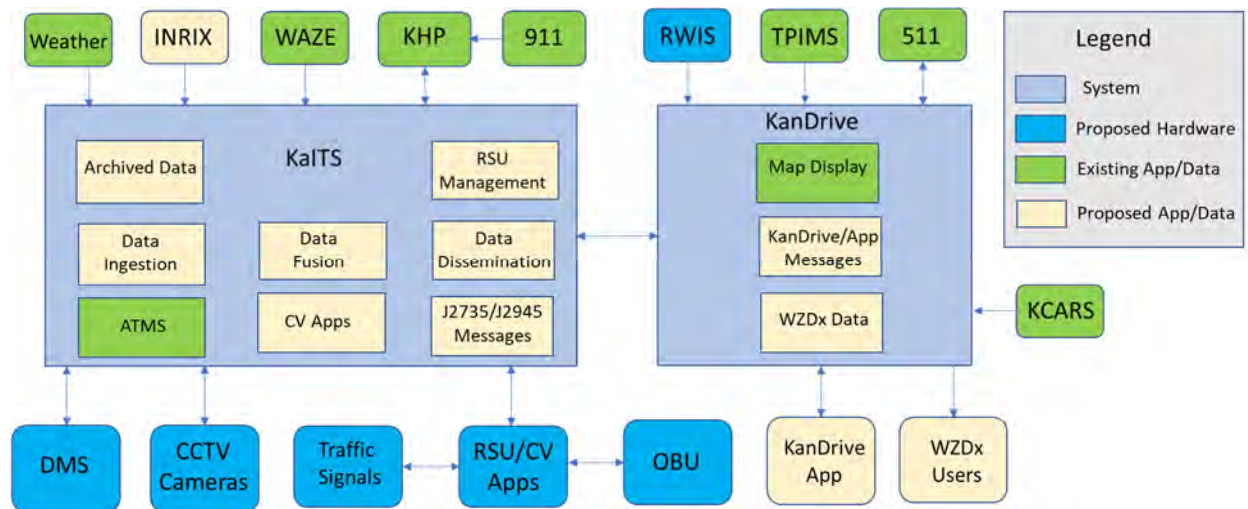 Weather
INRIX
WAZE
KHP
911
RWIS
TPIMS
511
Legend
System
Proposed Hardware
Existing App/Data
Proposed App/Data
KaITS
Archived Data
RSU
Management
Data
Ingestion
Data
Fusion
Data
Dissemination
ATMS
CV Apps
J2735/J2945
Messages
KanDrive
Map Display
KanDrive/App
Messages
WZDx Data
KCARS
DMS
CCTV
Cameras
Traffic
Signals
RSU/CV
Apps
OBU
KanDrive
App
WZDx
Users